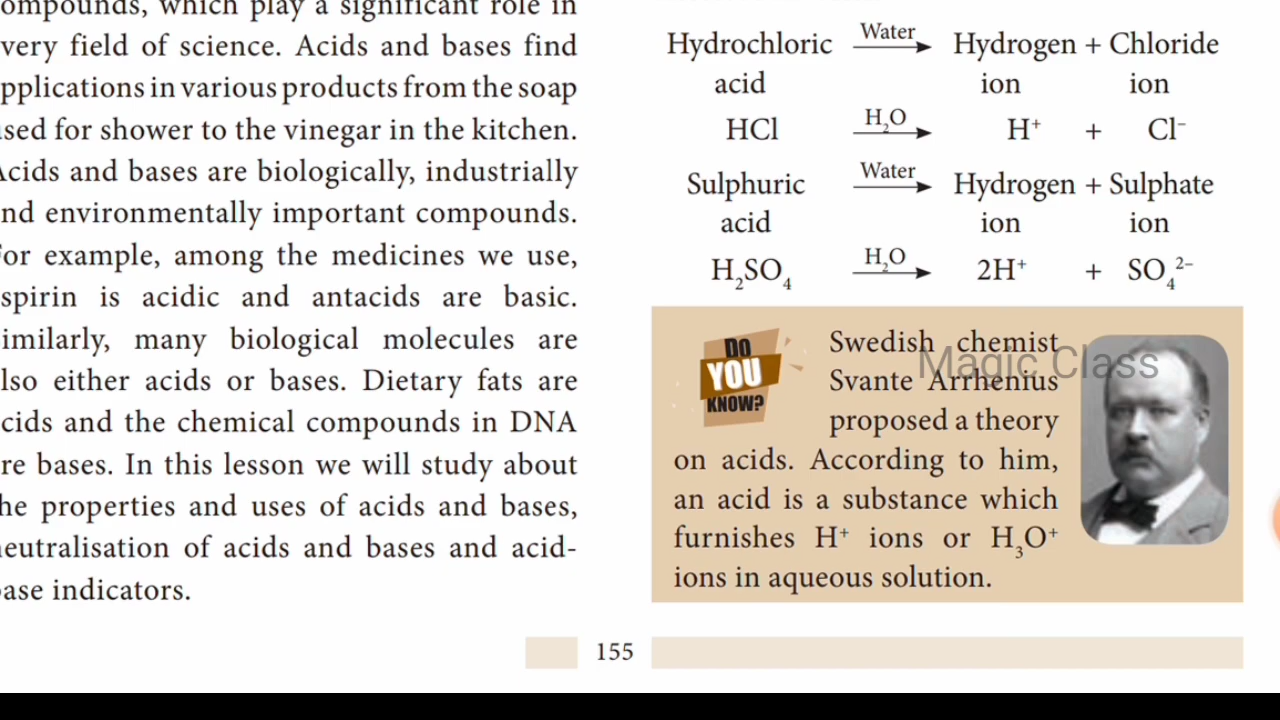 ompounds, which play a significant role in
very field of science. Acids and bases find
pplications in various products from the soap
sed for shower to the vinegar in the kitchen.
cids and bases are biologically, industrially
nd environmentally important compounds.
or example, among the medicines we use,
spirin is acidic and antacids are basic.
imilarly, many biological molecules are
lso either acids or bases. Dietary fats are
cids and the chemical compounds in DNA
re bases. In this lesson we will study about
he properties and uses of acids and bases,
eutralisation of acids and bases and acid-
ase indicators.
Hydrochloric Water Hydrogen + Chloride
acid ion ion
HCl H₂O H⁺ + Cl⁻
Sulphuric Water Hydrogen + Sulphate
acid ion ion
H₂SO₄ H₂O 2H⁺ + SO₄²⁻
DO
YOU
KNOW?
Swedish chemist
Svante Arrhenius
proposed a theory
on acids. According to him,
an acid is a substance which
furnishes H⁺ ions or H₃O⁺
ions in aqueous solution.
Magic Class
155